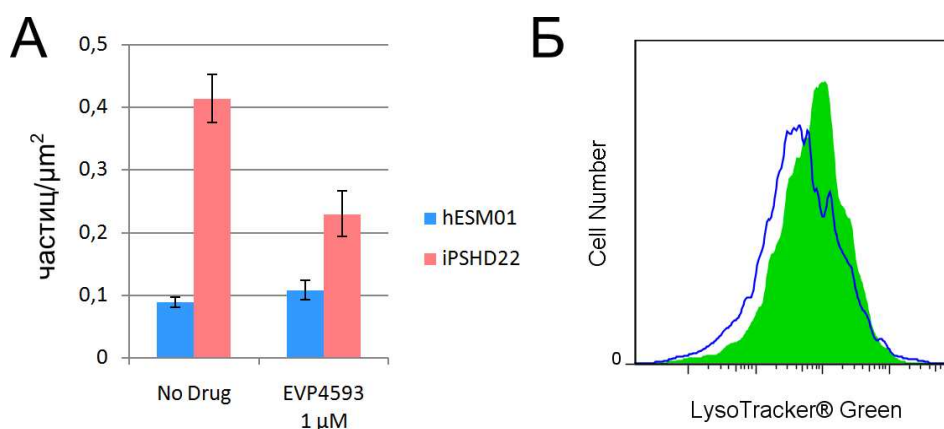 А
частиц/µm²
0,5
0,4
0,3
0,2
0,1
0
No Drug
EVP4593
1 µM
hESM01
iPSHD22
Б
Cell Number
0
LysoTracker® Green